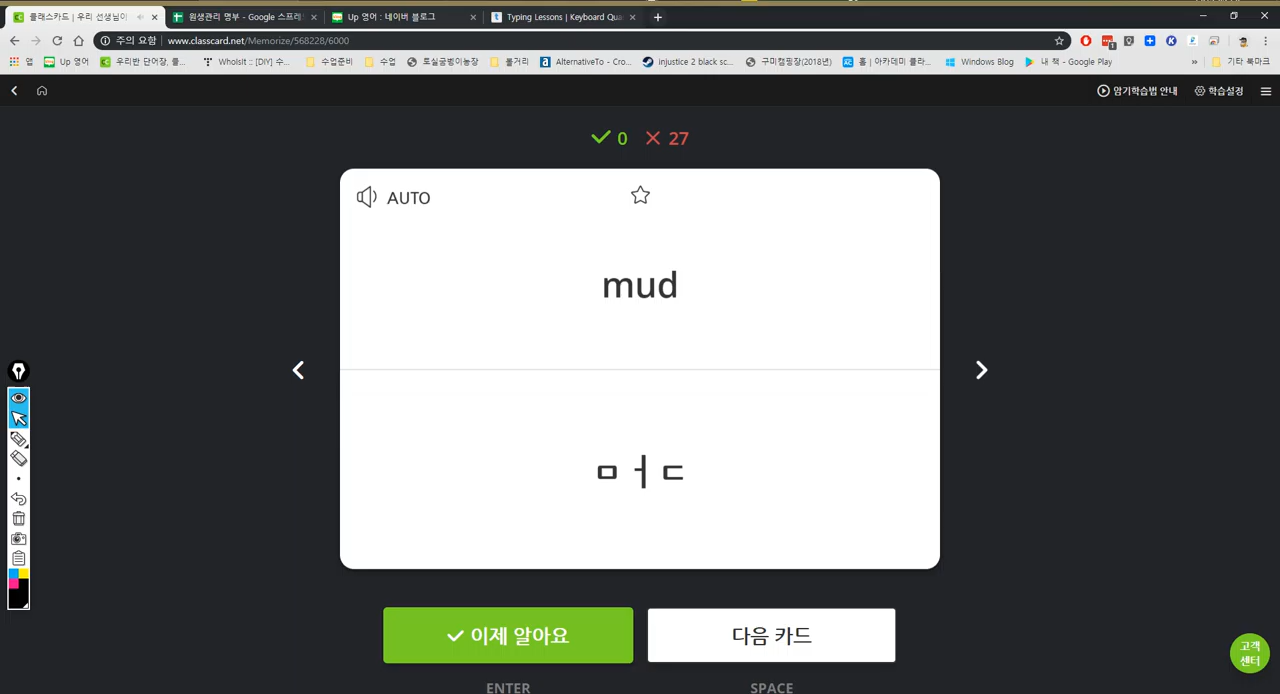 클래스카드 | 우리 선생님이
원생관리 명부 - Google 스프레
Up 영어 : 네이버 블로그
Typing Lessons | Keyboard Qua
주의 요함 | www.classcard.net/Memorize/568228/6000
앱
Up 영어
우리반 단어장, 클...
WhoIsit :: [DIY] 수...
수업준비
수업
토실굼벵이농장
볼거리
AlternativeTo - Cro...
injustice 2 black sc...
구미캠핑장(2018년)
홈 | 아카데미 클라...
Windows Blog
내 책 - Google Play
»
기타 북마크
암기학습법 안내
학습설정
0
27
AUTO
mud
ㅁㅓㄷ
이제 알아요
다음 카드
고객
센터
ENTER
SPACE